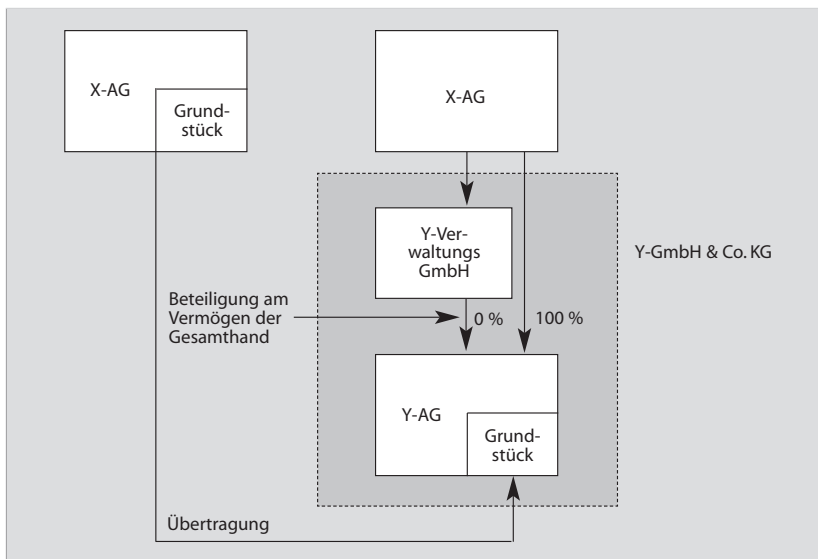 X-AG
Grund-
stück
X-AG
Y-Ver-
waltungs
GmbH
Y-GmbH & Co. KG
Beteiligung am
Vermögen der
Gesamthand
0 %
100 %
Y-AG
Grund-
stück
Übertragung